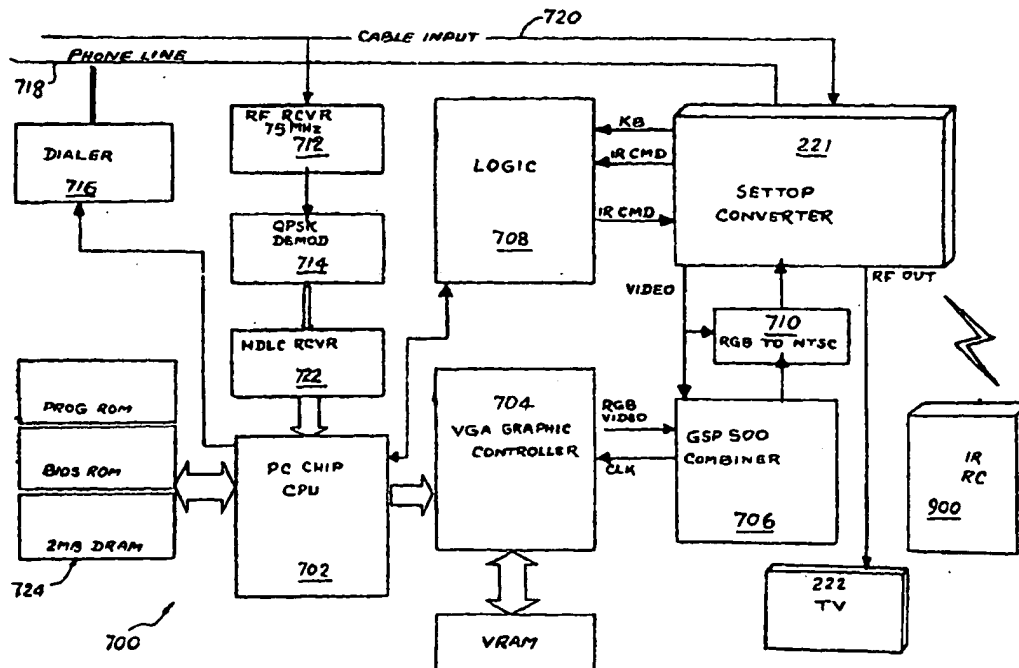 720
CABLE INPUT
PHONE LINE
718
DIALER
716
RF RCVR
75 MHz
712
QPSK
DEMOD
714
HDLC RCVR
722
LOGIC
708
KB
IR CMD
IR CMD
221
SETTOP
CONVERTER
VIDEO
RF OUT
710
RGB TO NTSC
PROG ROM
BIOS ROM
2MB DRAM
724
PC CHIP
CPU
702
704
VGA GRAPHIC
CONTROLLER
RGB
VIDEO
CLK
GSP 500
COMBINER
706
IR
RC
900
222
TV
700
VRAM